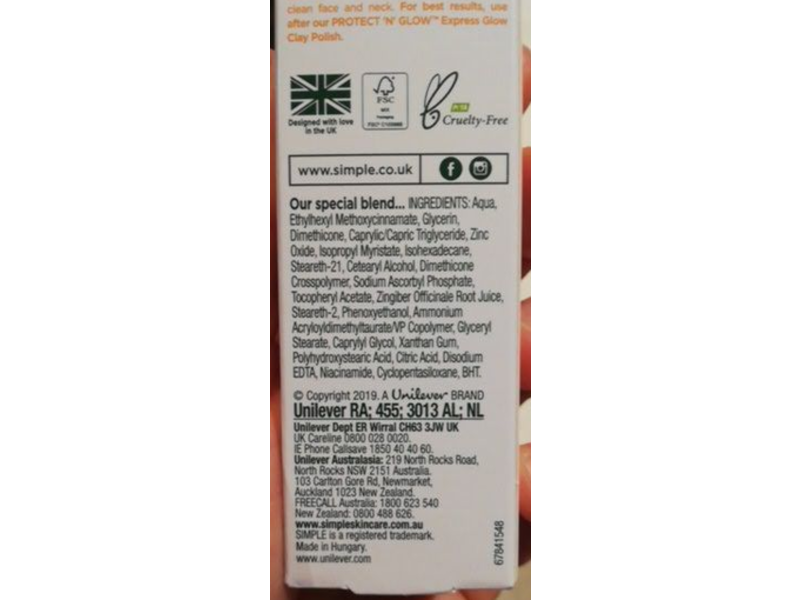 clean face and neck. For best results, use
after our PROTECT 'N' GLOW™ Express Glow
Clay Polish.
Designed with love
in the UK
FSC
MIX
Packaging
PETA
Cruelty-Free
www.simple.co.uk
Our special blend... INGREDIENTS: Aqua,
Ethylhexyl Methoxycinnamate, Glycerin,
Dimethicone, Caprylic/Capric Triglyceride, Zinc
Oxide, Isopropyl Myristate, Isohexadecane,
Steareth-21, Cetearyl Alcohol, Dimethicone
Crosspolymer, Sodium Ascorbyl Phosphate,
Tocopheryl Acetate, Zingiber Officinale Root Juice,
Steareth-2, Phenoxyethanol, Ammonium
Acryloyldimethyltaurate/VP Copolymer, Glyceryl
Stearate, Caprylyl Glycol, Xanthan Gum,
Polyhydroxystearic Acid, Citric Acid, Disodium
EDTA, Niacinamide, Cyclopentasiloxane, BHT.
© Copyright 2019. A Unilever BRAND
Unilever RA; 455; 3013 AL; NL
Unilever Dept ER Wirral CH63 3JW UK
UK Careline 0800 028 0020.
IE Phone Callsave 1850 40 40 60.
Unilever Australasia: 219 North Rocks Road,
North Rocks NSW 2151 Australia.
103 Carlton Gore Rd, Newmarket,
Auckland 1023 New Zealand.
FREECALL Australia: 1800 623 540
New Zealand: 0800 488 626.
www.simpleskincare.com.au
SIMPLE is a registered trademark.
Made in Hungary.
www.unilever.com
67841548